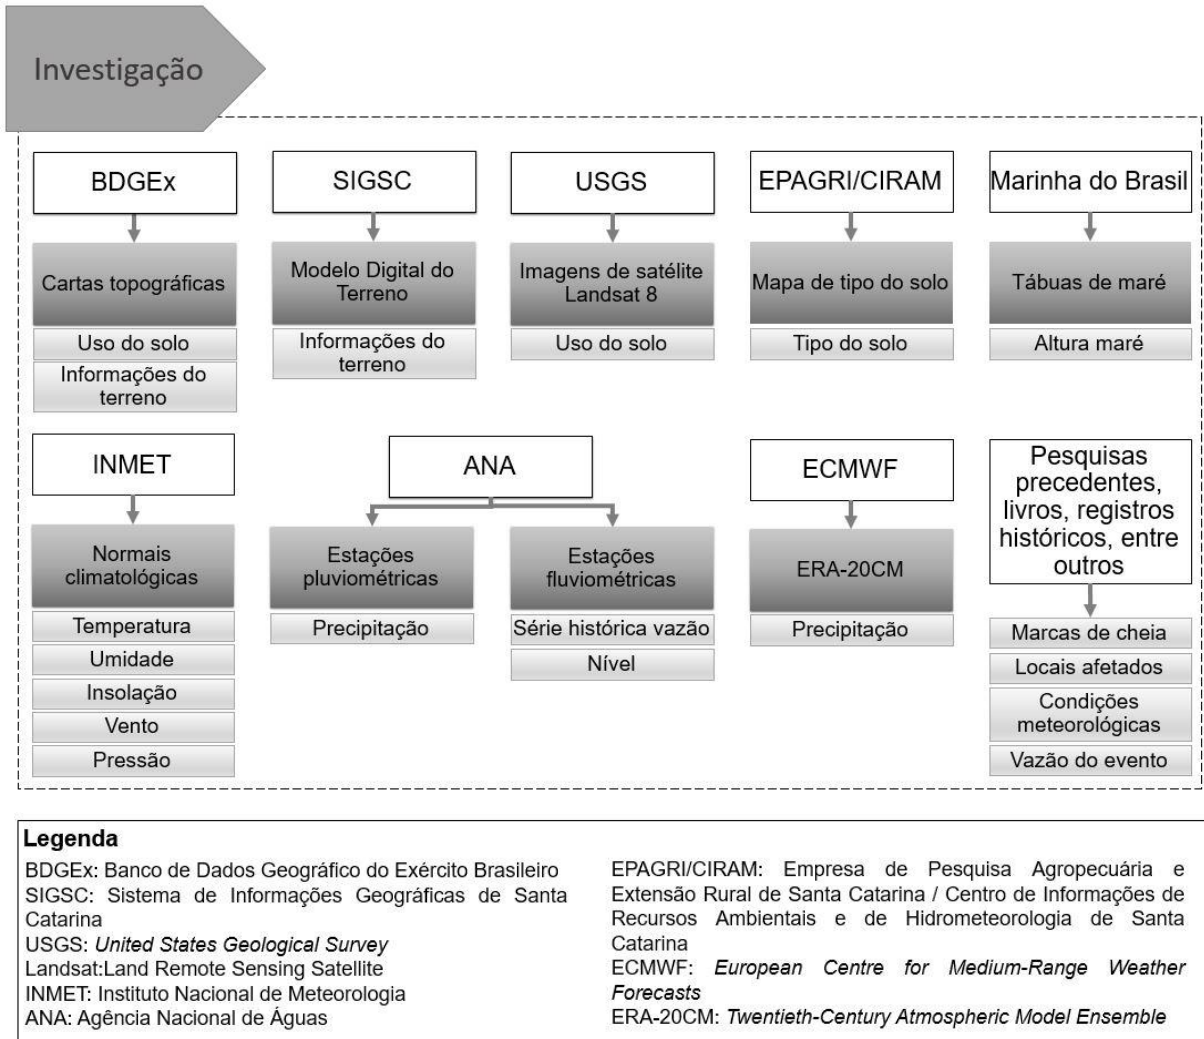 Investigação
BDGEx
Cartas topográficas
Uso do solo
Informações do
terreno
SIGSC
Modelo Digital do
Terreno
Informações do
terreno
USGS
Imagens de satélite
Landsat 8
Uso do solo
EPAGRI/CIRAM
Mapa de tipo do solo
Tipo do solo
Marinha do Brasil
Tábuas de maré
Altura maré
INMET
Normais
climatológicas
Temperatura
Umidade
Insolação
Vento
Pressão
ANA
Estações
pluviométricas
Precipitação
Estações
fluviométricas
Série histórica vazão
Nível
ECMWF
ERA-20CM
Precipitação
Pesquisas
precedentes,
livros, registros
históricos, entre
outros
Marcas de cheia
Locais afetados
Condições
meteorológicas
Vazão do evento
Legenda
BDGEx: Banco de Dados Geográfico do Exército Brasileiro
SIGSC: Sistema de Informações Geográficas de Santa
Catarina
USGS: United States Geological Survey
Landsat:Land Remote Sensing Satellite
INMET: Instituto Nacional de Meteorologia
ANA: Agência Nacional de Águas
EPAGRI/CIRAM: Empresa de Pesquisa Agropecuária e
Extensão Rural de Santa Catarina / Centro de Informações de
Recursos Ambientais e de Hidrometeorologia de Santa
Catarina
ECMWF: European Centre for Medium-Range Weather
Forecasts
ERA-20CM: Twentieth-Century Atmospheric Model Ensemble